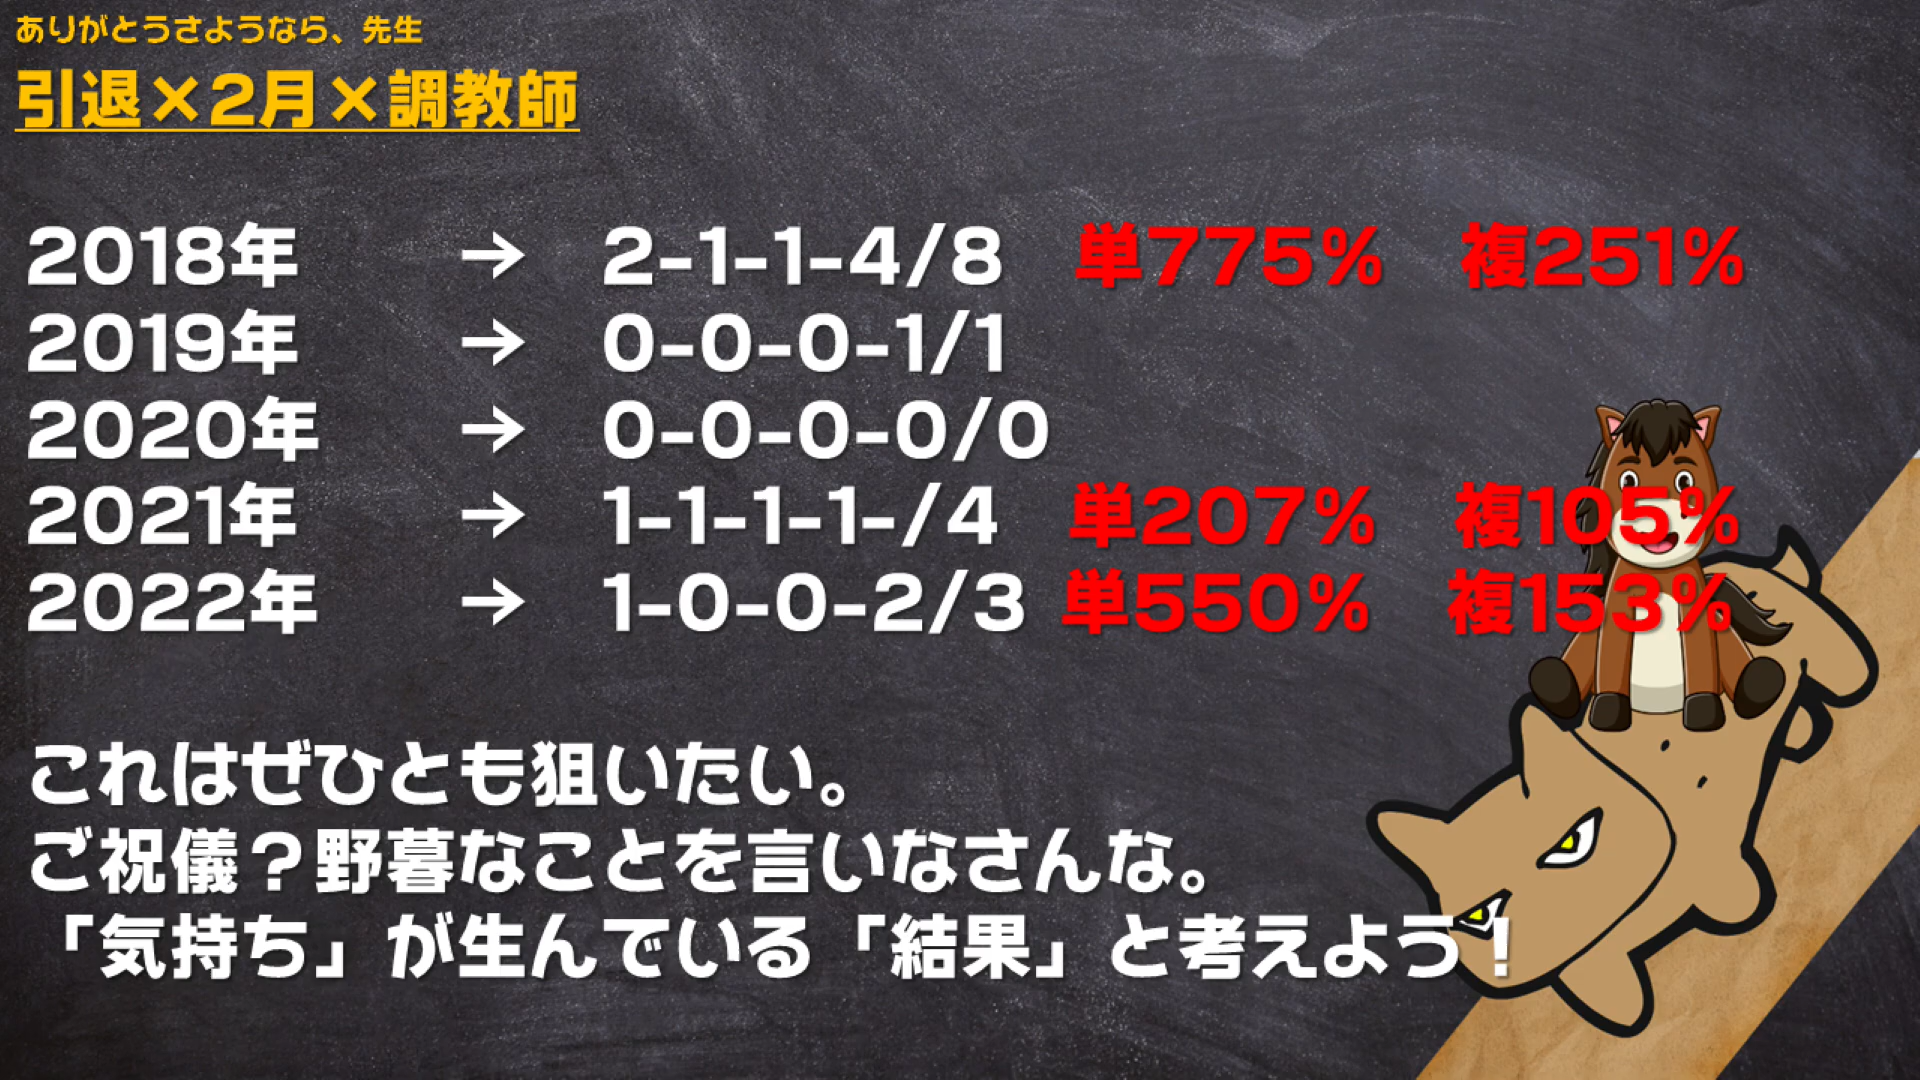 ありがとうさようなら、先生
引退×2月×調教師
2018年 → 2-1-1-4/8 単775% 複251%
2019年 → 0-0-0-1/1
2020年 → 0-0-0-0/0
2021年 → 1-1-1-1-/4 単207% 複105%
2022年 → 1-0-0-2/3 単550% 複153%
これはぜひとも狙いたい。
ご祝儀？野暮なことを言いなさんな。
「気持ち」が生んでいる「結果」と考えよう！